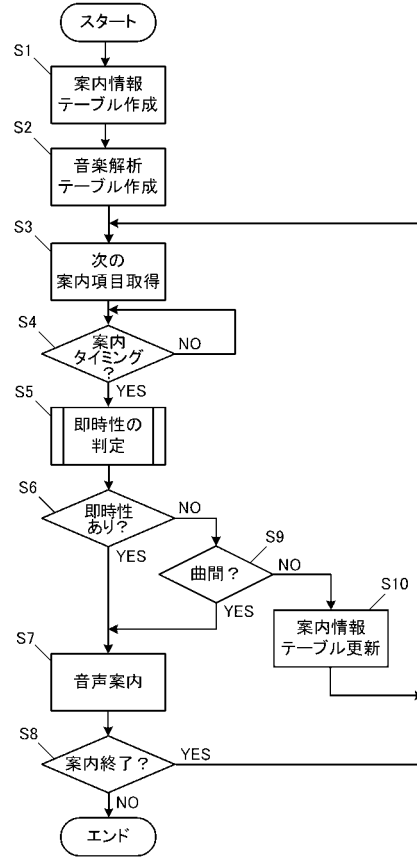 スタート
S1
案内情報
テーブル作成
S2
音楽解析
テーブル作成
S3
次の
案内項目取得
S4
案内
タイミング
?
NO
YES
S5
即時性の
判定
S6
即時性
あり?
NO
YES
S9
曲間?
NO
YES
S10
案内情報
テーブル更新
S7
音声案内
S8
案内終了?
YES
NO
エンド